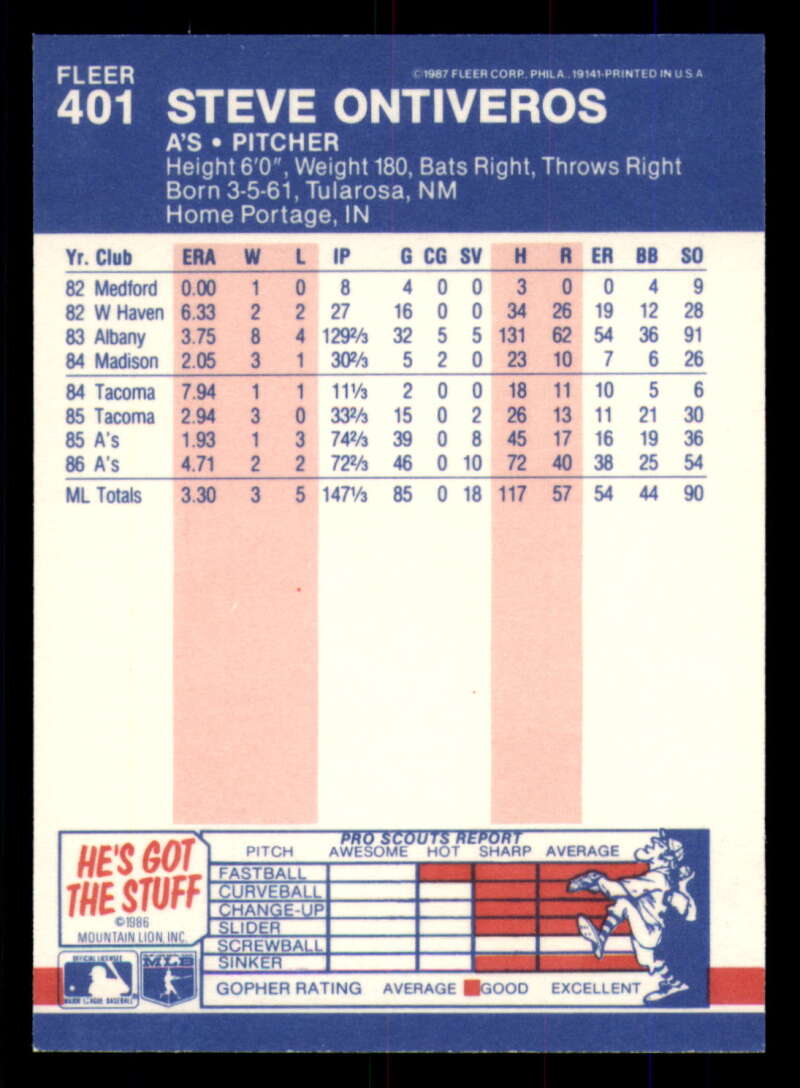 FLEER
401
©1987 FLEER CORP. PHILA., 19141-PRINTED IN U.S.A.
STEVE ONTIVEROS
A'S • PITCHER
Height 6'0", Weight 180, Bats Right, Throws Right
Born 3-5-61, Tularosa, NM
Home Portage, IN
Yr. Club ERA W L IP G CG SV H R ER BB SO
82 Medford 0.00 1 0 8 4 0 0 3 0 0 4 9
82 W Haven 6.33 2 2 27 16 0 0 34 26 19 12 28
83 Albany 3.75 8 4 129⅔ 32 5 5 131 62 54 36 91
84 Madison 2.05 3 1 30⅔ 5 2 0 23 10 7 6 26
84 Tacoma 7.94 1 1 11⅓ 2 0 0 18 11 10 5 6
85 Tacoma 2.94 3 0 33⅔ 15 0 2 26 13 11 21 30
85 A's 1.93 1 3 74⅔ 39 0 8 45 17 16 19 36
86 A's 4.71 2 2 72⅔ 46 0 10 72 40 38 25 54
ML Totals 3.30 3 5 147⅓ 85 0 18 117 57 54 44 90
HE'S GOT
THE STUFF
©1986
MOUNTAIN LION, INC.
PRO SCOUTS REPORT
PITCH AWESOME HOT SHARP AVERAGE
FASTBALL
CURVEBALL
CHANGE-UP
SLIDER
SCREWBALL
SINKER
GOPHER RATING AVERAGE GOOD EXCELLENT
OFFICIAL LICENSEE
MAJOR LEAGUE BASEBALL
MLB